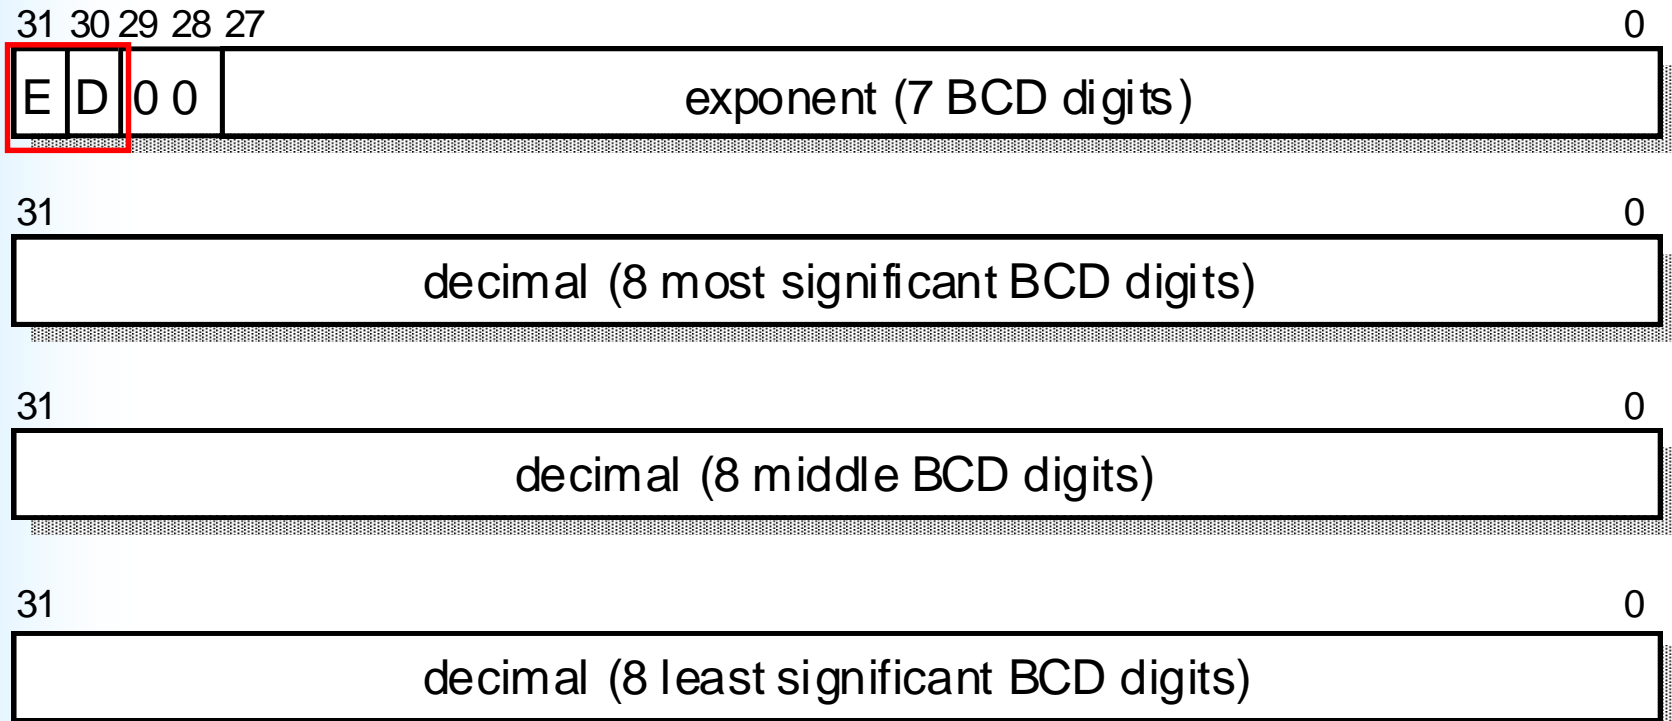 31 30 29 28 27 0
E D 0 0 exponent (7 BCD digits)
31 0
decimal (8 most significant BCD digits)
31 0
decimal (8 middle BCD digits)
31 0
decimal (8 least significant BCD digits)